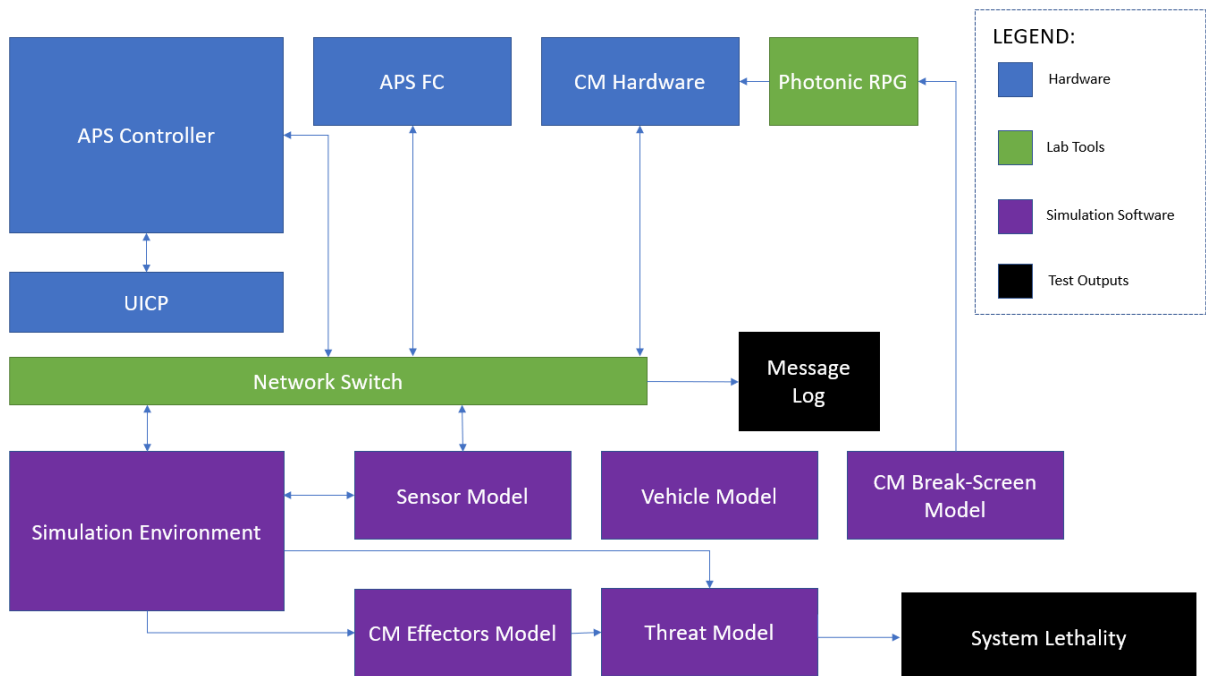 APS Controller
APS FC
CM Hardware
Photonic RPG
LEGEND:
Hardware
Lab Tools
Simulation Software
Test Outputs
UICP
Network Switch
Message
Log
Simulation Environment
Sensor Model
Vehicle Model
CM Break-Screen
Model
CM Effectors Model
Threat Model
System Lethality